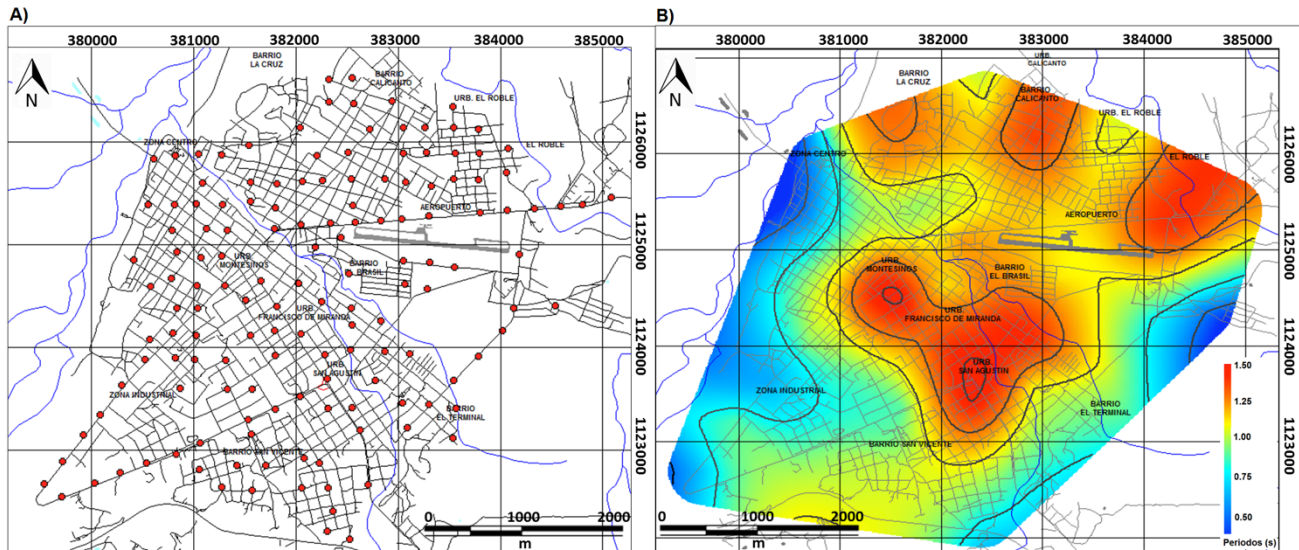 A)
380000 381000 382000 383000 384000 385000
N
BARRIO
LA CRUZ
BARRIO
CALICANTO
URB. EL ROBLE
ZONA CENTRO
EL ROBLE
AEROPUERTO
URB.
MONTESINOS
BARRIO
EL BRASIL
URB.
FRANCISCO DE MIRANDA
URB.
SAN AGUSTIN
ZONA INDUSTRIAL
BARRIO
EL TERMINAL
BARRIO SAN VICENTE
1126000
1125000
1124000
1123000
0 1000 2000
m
B)
380000 381000 382000 383000 384000 385000
N
BARRIO
LA CRUZ
URB.
CALICANTO
BARRIO
CALICANTO
URB. EL ROBLE
ZONA CENTRO
EL ROBLE
AEROPUERTO
URB.
MONTESINOS
BARRIO
EL BRASIL
URB.
FRANCISCO DE MIRANDA
URB.
SAN AGUSTIN
ZONA INDUSTRIAL
BARRIO
EL TERMINAL
BARRIO SAN VICENTE
1126000
1125000
1124000
1123000
1.50
1.25
1.00
0.75
0.50
Periodos (s)
0 1000 2000
m